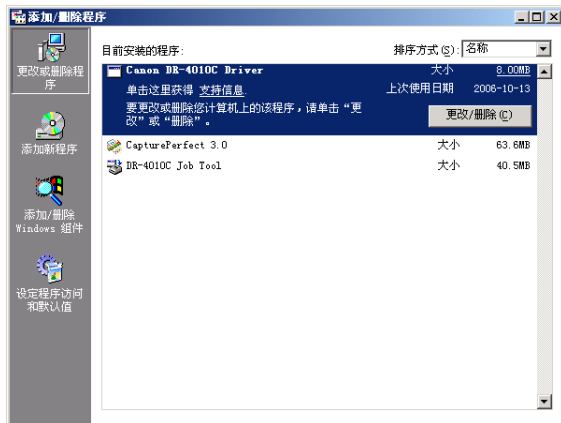 添加/删除程序
更改或删除程
序
添加新程序
添加/删除
Windows 组件
设定程序访问
和默认值
目前安装的程序:
排序方式(S): 名称
Canon DR-4010C Driver 大小 8.00MB
单击这里获得 支持信息. 上次使用日期 2006-10-13
要更改或删除您计算机上的该程序，请单击“更
改”或“删除”。
更改/删除(C)
CapturePerfect 3.0 大小 63.6MB
DR-4010C Job Tool 大小 40.5MB